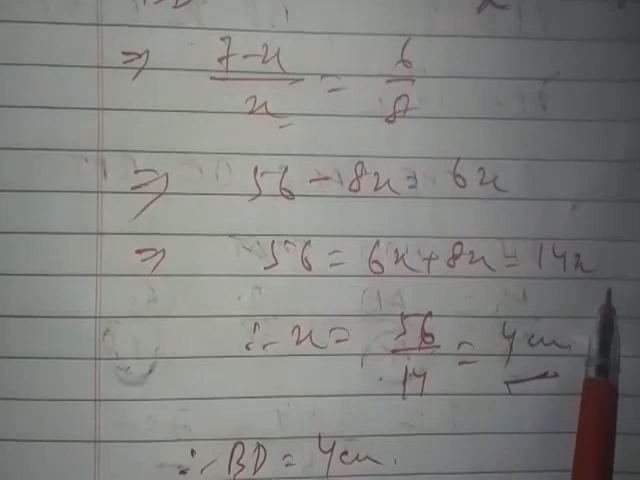 ⇒ (7-x)/x = 6/8
⇒ 56 - 8x = 6x
⇒ 56 = 6x + 8x = 14x
∴ x = 56/14 = 4cm
∴ BD = 4cm.